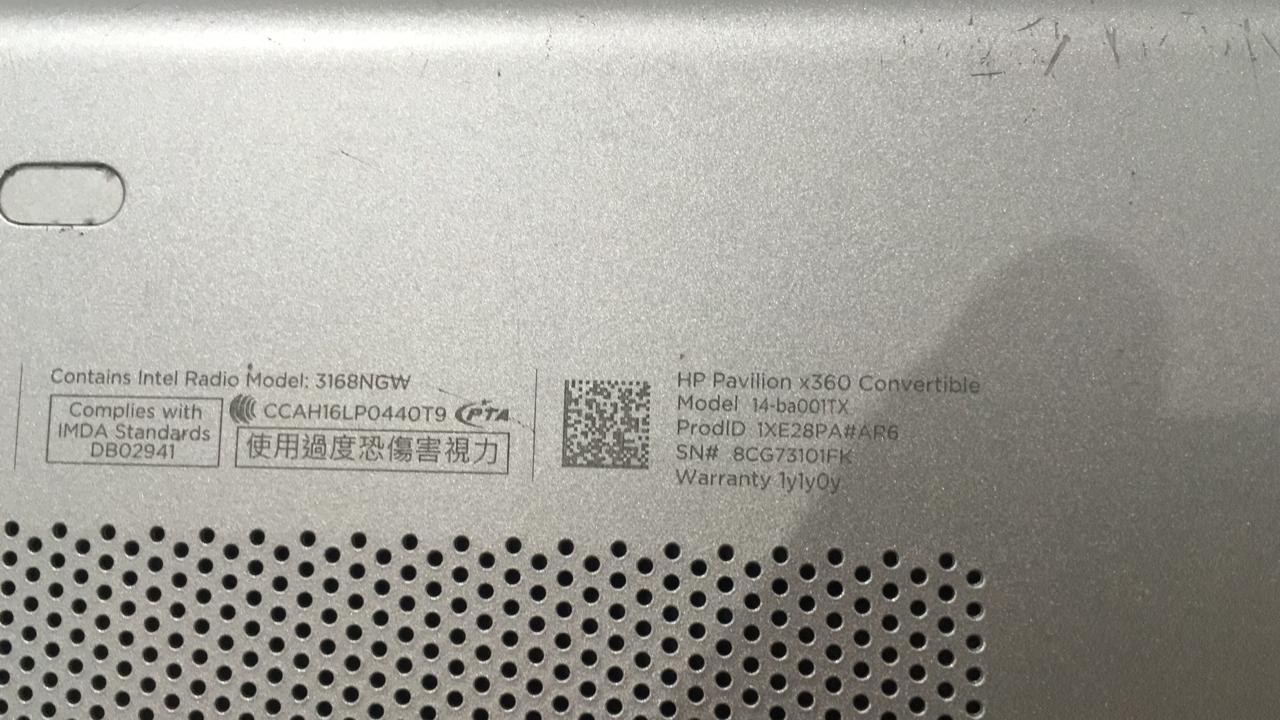 Contains Intel Radio Model: 3168NGW
Complies with
IMDA Standards
DB02941
CCAH16LP0440T9 PTA
使用過度恐傷害視力
HP Pavilion x360 Convertible
Model 14-ba001TX
ProdID 1XE28PA#AR6
SN# 8CG73101FK
Warranty 1y1y0y